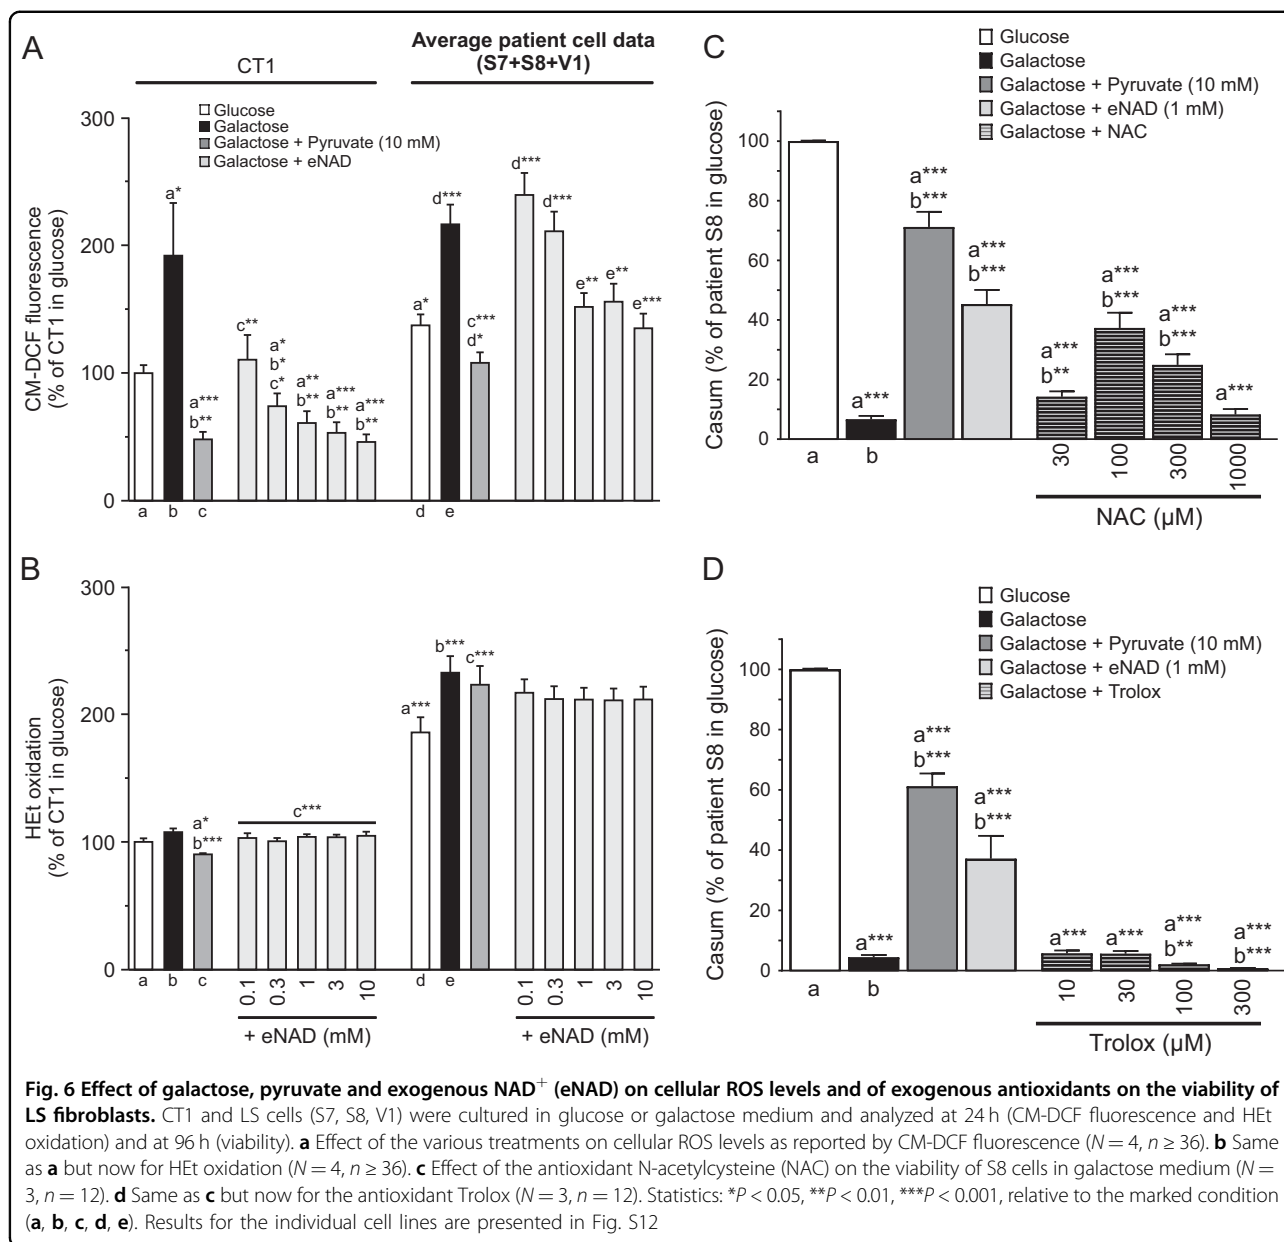 A
CT1
Average patient cell data
(S7+S8+V1)
Glucose
Galactose
Galactose + Pyruvate (10 mM)
Galactose + eNAD
CM-DCF fluorescence
(% of CT1 in glucose)
300
200
100
0
a*
a***
b**
c**
a*
b*
c*
a**
b**
a***
b**
a***
b**
a*
d***
c***
d*
d***
d***
e**
e**
e***
a
b
c
d
e
B
HEt oxidation
(% of CT1 in glucose)
300
200
100
0
a*
b***
c***
a***
b***
c***
a
b
c
0.1
0.3
1
3
10
+ eNAD (mM)
d
e
0.1
0.3
1
3
10
+ eNAD (mM)
C
Glucose
Galactose
Galactose + Pyruvate (10 mM)
Galactose + eNAD (1 mM)
Galactose + NAC
Casum (% of patient S8 in glucose)
100
80
60
40
20
0
a***
a***
b***
a***
b***
a***
b**
a***
b***
a***
b***
a***
a
b
30
100
300
1000
NAC (µM)
D
Glucose
Galactose
Galactose + Pyruvate (10 mM)
Galactose + eNAD (1 mM)
Galactose + Trolox
Casum (% of patient S8 in glucose)
100
80
60
40
20
0
a***
a***
b***
a***
b***
a***
a***
a***
b**
a***
b***
a
b
10
30
100
300
Trolox (µM)
Fig. 6 Effect of galactose, pyruvate and exogenous NAD+ (eNAD) on cellular ROS levels and of exogenous antioxidants on the viability of
LS fibroblasts. CT1 and LS cells (S7, S8, V1) were cultured in glucose or galactose medium and analyzed at 24 h (CM-DCF fluorescence and HEt
oxidation) and at 96 h (viability). a Effect of the various treatments on cellular ROS levels as reported by CM-DCF fluorescence (N = 4, n ≥ 36). b Same
as a but now for HEt oxidation (N = 4, n ≥ 36). c Effect of the antioxidant N-acetylcysteine (NAC) on the viability of S8 cells in galactose medium (N =
3, n = 12). d Same as c but now for the antioxidant Trolox (N = 3, n = 12). Statistics: *P < 0.05, **P < 0.01, ***P < 0.001, relative to the marked condition
(a, b, c, d, e). Results for the individual cell lines are presented in Fig. S12